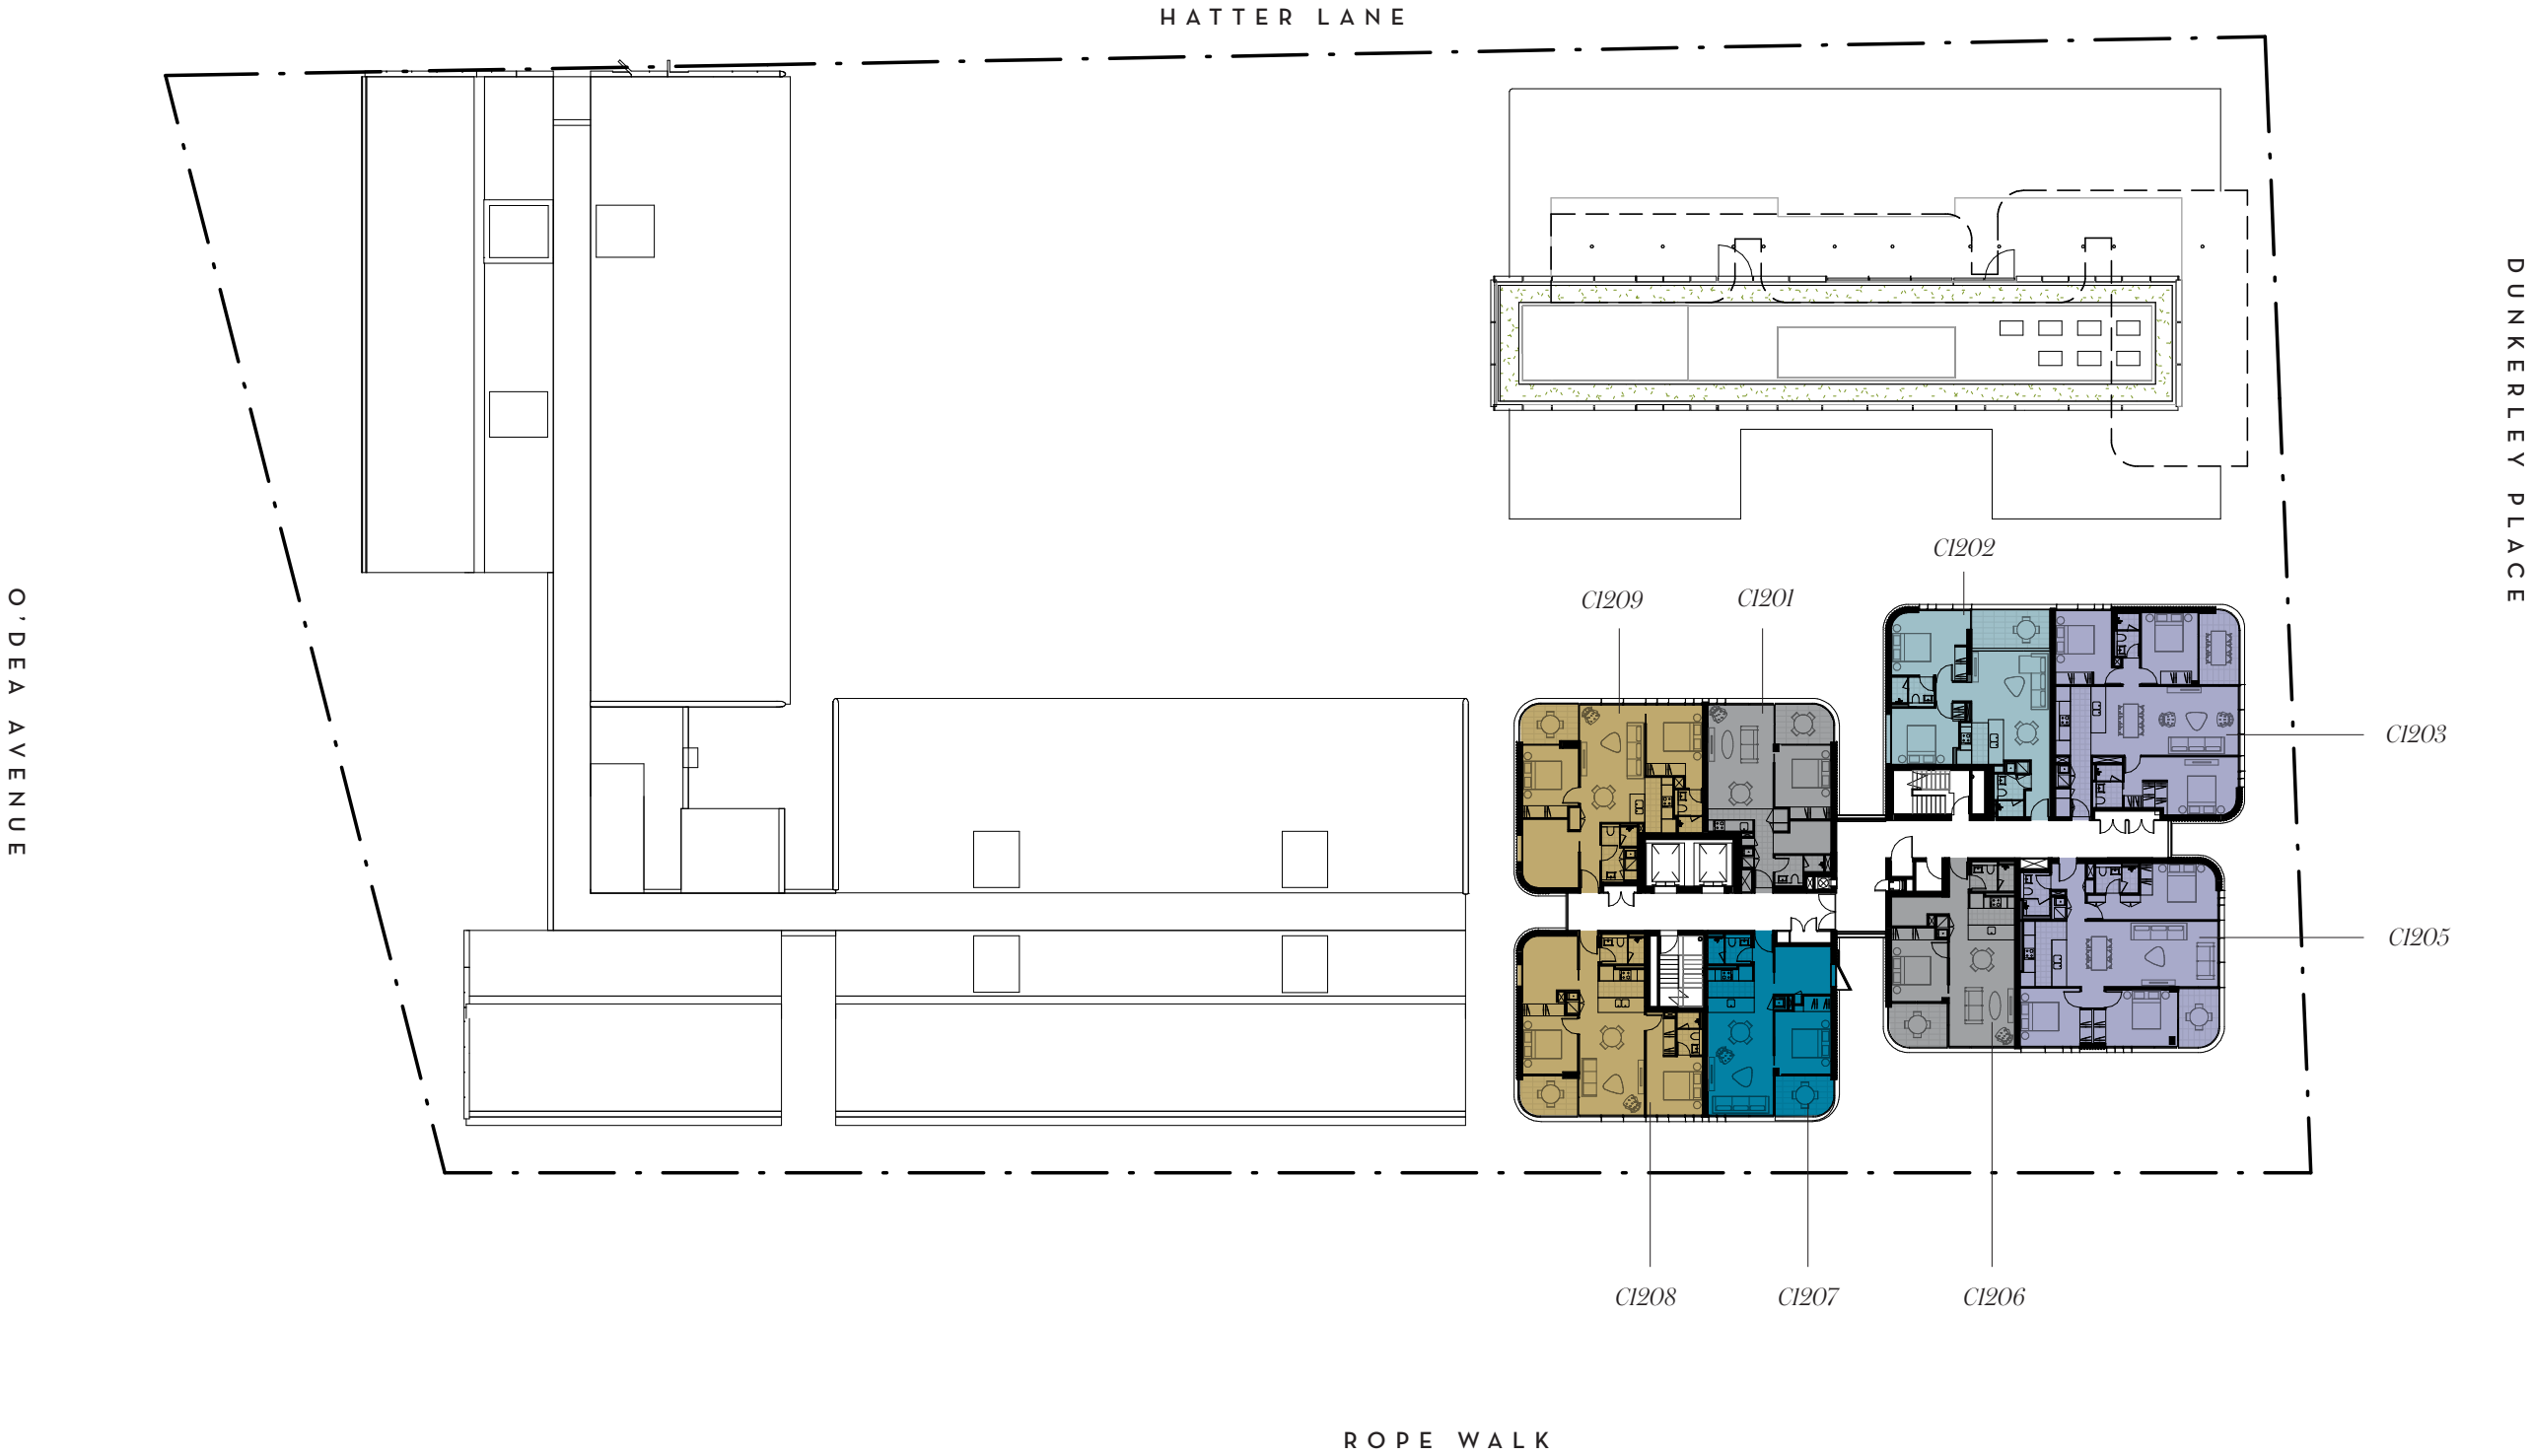 HATTER LANE
DUNKERLEY PLACE
O'DEA AVENUE
C1202
C1209
C1201
C1203
C1205
C1208
C1207
C1206
ROPE WALK